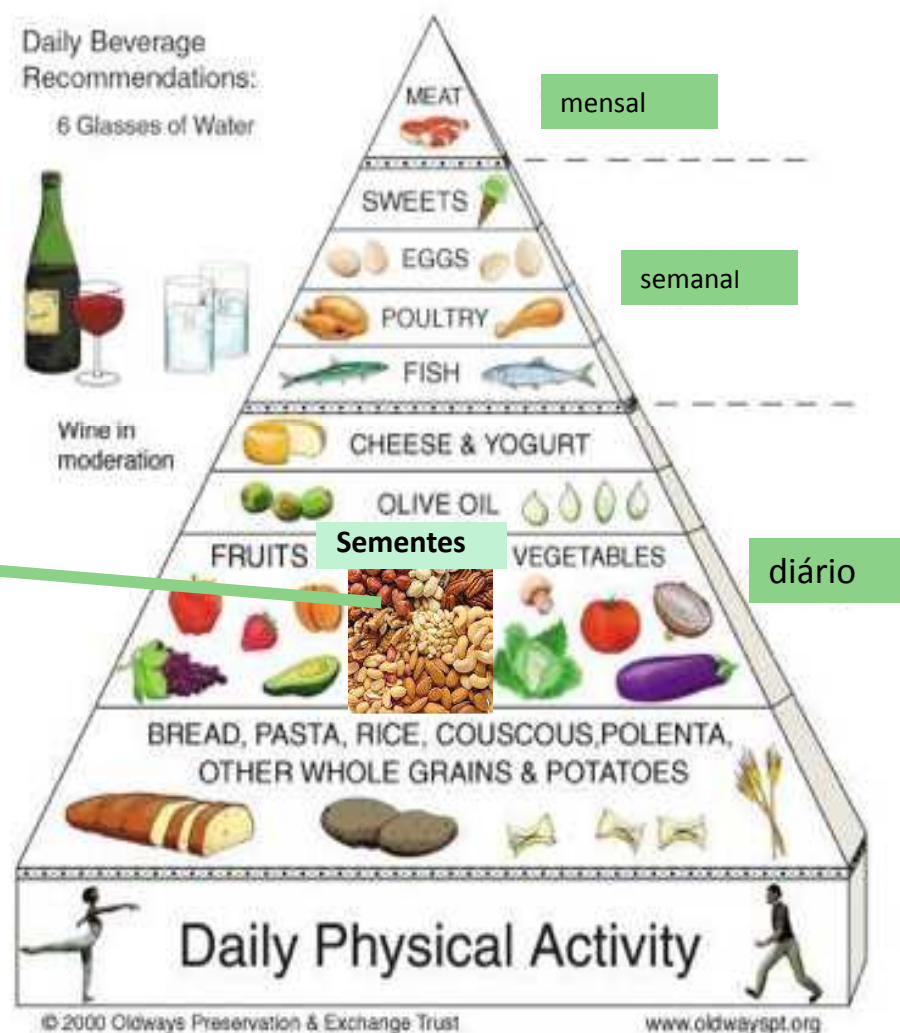 Daily Beverage
Recommendations:
6 Glasses of Water
MEAT
mensal
SWEETS
EGGS
semanal
POULTRY
FISH
Wine in
moderation
CHEESE & YOGURT
OLIVE OIL
FRUITS
Sementes
VEGETABLES
diário
BREAD, PASTA, RICE, COUSCOUS,POLENTA,
OTHER WHOLE GRAINS & POTATOES
Daily Physical Activity
© 2000 Oldways Preservation & Exchange Trust
www.oldwayspt.org